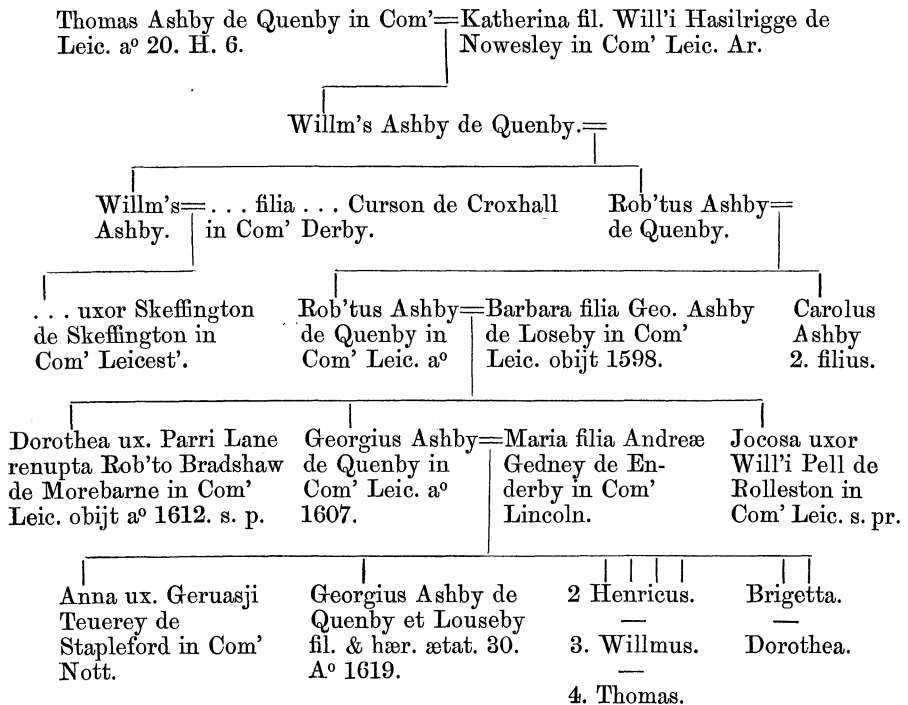 Thomas Ashby de Quenby in Com'=Katherina fil. Will'i Hasilrigge de
Leic. aº 20. H. 6. Nowesley in Com' Leic. Ar.
Willm's Ashby de Quenby.=
Willm's=. . . filia . . . Curson de Croxhall
Ashby. in Com' Derby.
Rob'tus Ashby=
de Quenby.
. . . uxor Skeffington
de Skeffington in
Com' Leicest'.
Rob'tus Ashby=Barbara filia Geo. Ashby
de Quenby in de Loseby in Com'
Com' Leic. aº Leic. obijt 1598.
Carolus
Ashby
2. filius.
Dorothea ux. Parri Lane
renupta Rob'to Bradshaw
de Morebarne in Com'
Leic. obijt aº 1612. s. p.
Georgius Ashby=Maria filia Andreæ
de Quenby in Gedney de En-
Com' Leic. aº derby in Com'
1607. Lincoln.
Jocosa uxor
Will'i Pell de
Rolleston in
Com' Leic. s. pr.
Anna ux. Geruasji
Teuerey de
Stapleford in Com'
Nott.
Georgius Ashby de
Quenby et Louseby
fil. & hær. ætat. 30.
Aº 1619.
2 Henricus.
—
3. Willmus.
—
4. Thomas.
Brigetta.
—
Dorothea.